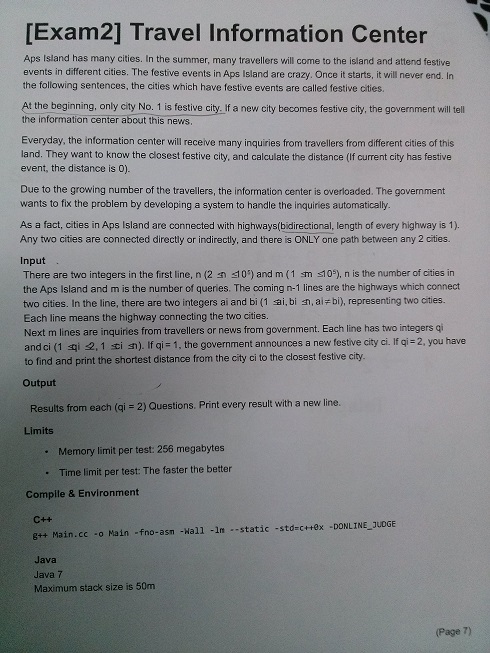 [Exam2] Travel Information Center
Aps Island has many cities. In the summer, many travellers will come to the island and attend festive
events in different cities. The festive events in Aps Island are crazy. Once it starts, it will never end. In
the following sentences, the cities which have festive events are called festive cities.
At the beginning, only city No. 1 is festive city. If a new city becomes festive city, the government will tell
the information center about this news.
Everyday, the information center will receive many inquiries from travellers from different cities of this
land. They want to know the closest festive city, and calculate the distance (If current city has festive
event, the distance is 0).
Due to the growing number of the travellers, the information center is overloaded. The government
wants to fix the problem by developing a system to handle the inquiries automatically.
As a fact, cities in Aps Island are connected with highways(bidirectional, length of every highway is 1).
Any two cities are connected directly or indirectly, and there is ONLY one path between any 2 cities.
Input
There are two integers in the first line, n (2 ≤n ≤10⁵) and m (1 ≤m ≤10⁵), n is the number of cities in
the Aps Island and m is the number of queries. The coming n-1 lines are the highways which connect
two cities. In the line, there are two integers ai and bi (1 ≤ai, bi ≤n, ai≠bi), representing two cities.
Each line means the highway connecting the two cities.
Next m lines are inquiries from travellers or news from government. Each line has two integers qi
and ci (1 ≤qi ≤2, 1 ≤ci ≤n). If qi = 1, the government announces a new festive city ci. If qi = 2, you have
to find and print the shortest distance from the city ci to the closest festive city.
Output
Results from each (qi = 2) Questions. Print every result with a new line.
Limits
• Memory limit per test: 256 megabytes
• Time limit per test: The faster the better
Compile & Environment
C++
g++ Main.cc -o Main -fno-asm -Wall -lm --static -std=c++0x -DONLINE_JUDGE
Java
Java 7
Maximum stack size is 50m
(Page 7)